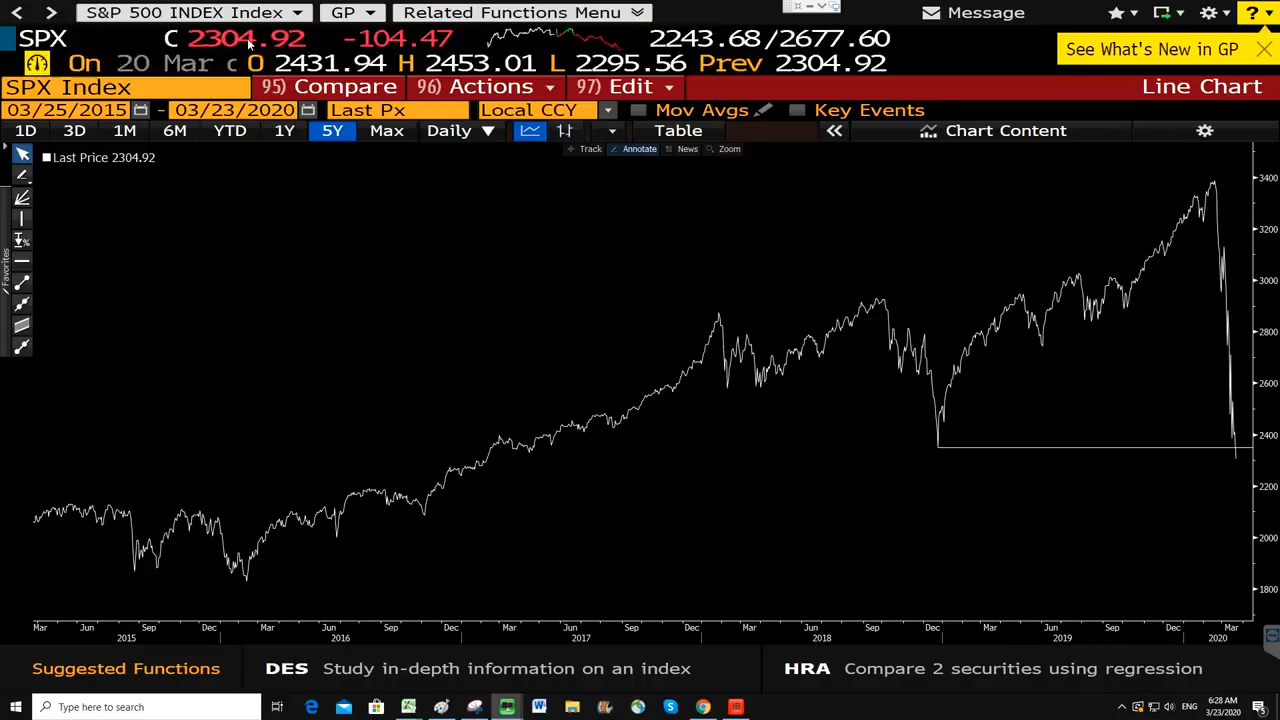 S&P 500 INDEX Index GP Related Functions Menu Message ?
SPX C 2304.92 -104.47 2243.68/2677.60
On 20 Mar O 2431.94 H 2453.01 L 2295.56 Prev 2304.92
See What's New in GP
SPX Index 95) Compare 96) Actions 97) Edit Line Chart
03/25/2015 - 03/23/2020 Last Px Local CCY Mov Avgs Key Events
1D 3D 1M 6M YTD 1Y 5Y Max Daily Table Chart Content
Track Annotate News Zoom
Last Price 2304.92
Favorites
3400
3200
3000
2800
2600
2400
2200
2000
1800
Mar Jun Sep Dec Mar Jun Sep Dec Mar Jun Sep Dec Mar Jun Sep Dec Mar Jun Sep Dec Mar
2015 2016 2017 2018 2019 2020
Suggested Functions DES Study in-depth information on an index HRA Compare 2 securities using regression
Type here to search
ENG
6:28 AM
3/23/2020